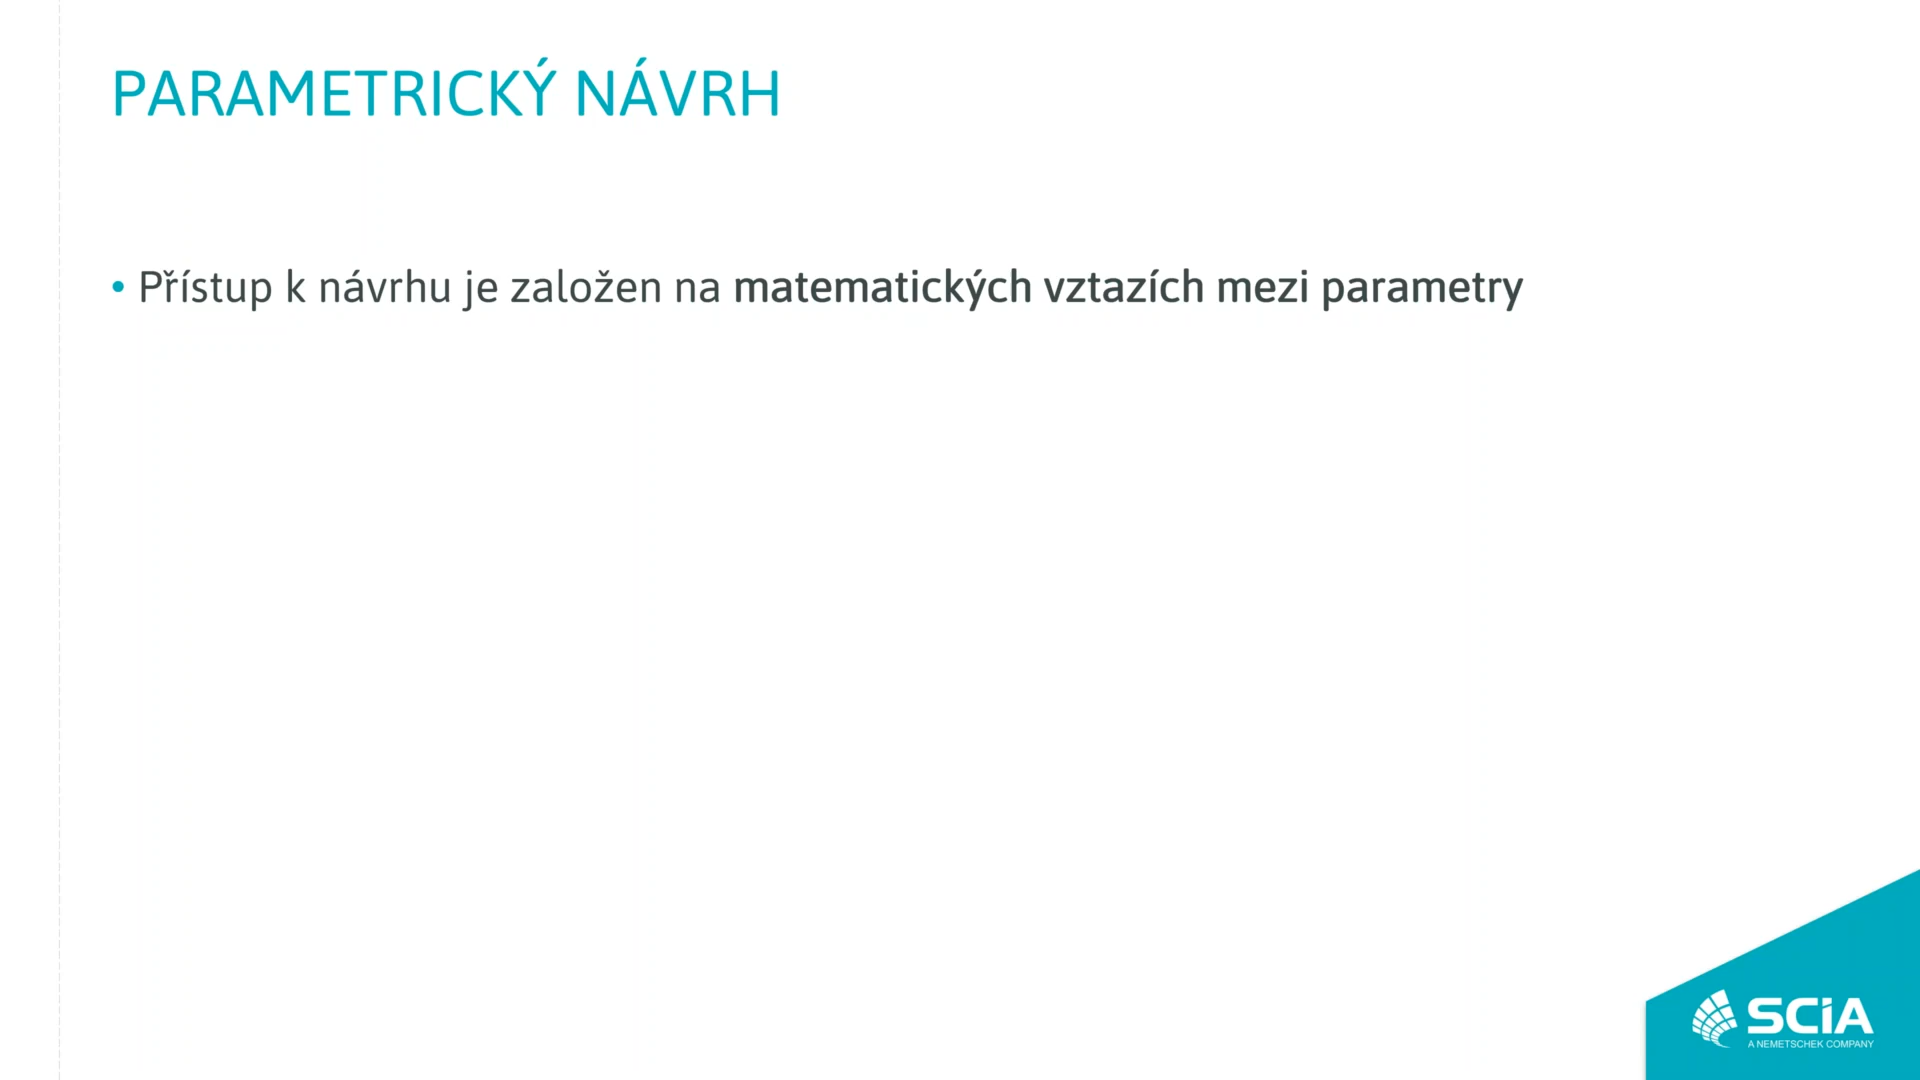 PARAMETRICKÝ NÁVRH
• Přístup k návrhu je založen na matematických vztazích mezi parametry
SCiA
A NEMETSCHEK COMPANY